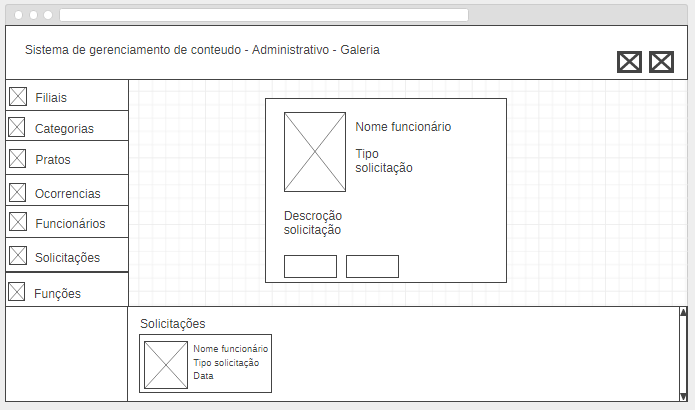 Sistema de gerenciamento de conteudo - Administrativo - Galeria
Filiais
Categorias
Pratos
Ocorrencias
Funcionários
Solicitações
Funções
Nome funcionário
Tipo
solicitação
Descroção
solicitação
Solicitações
Nome funcionário
Tipo solicitação
Data